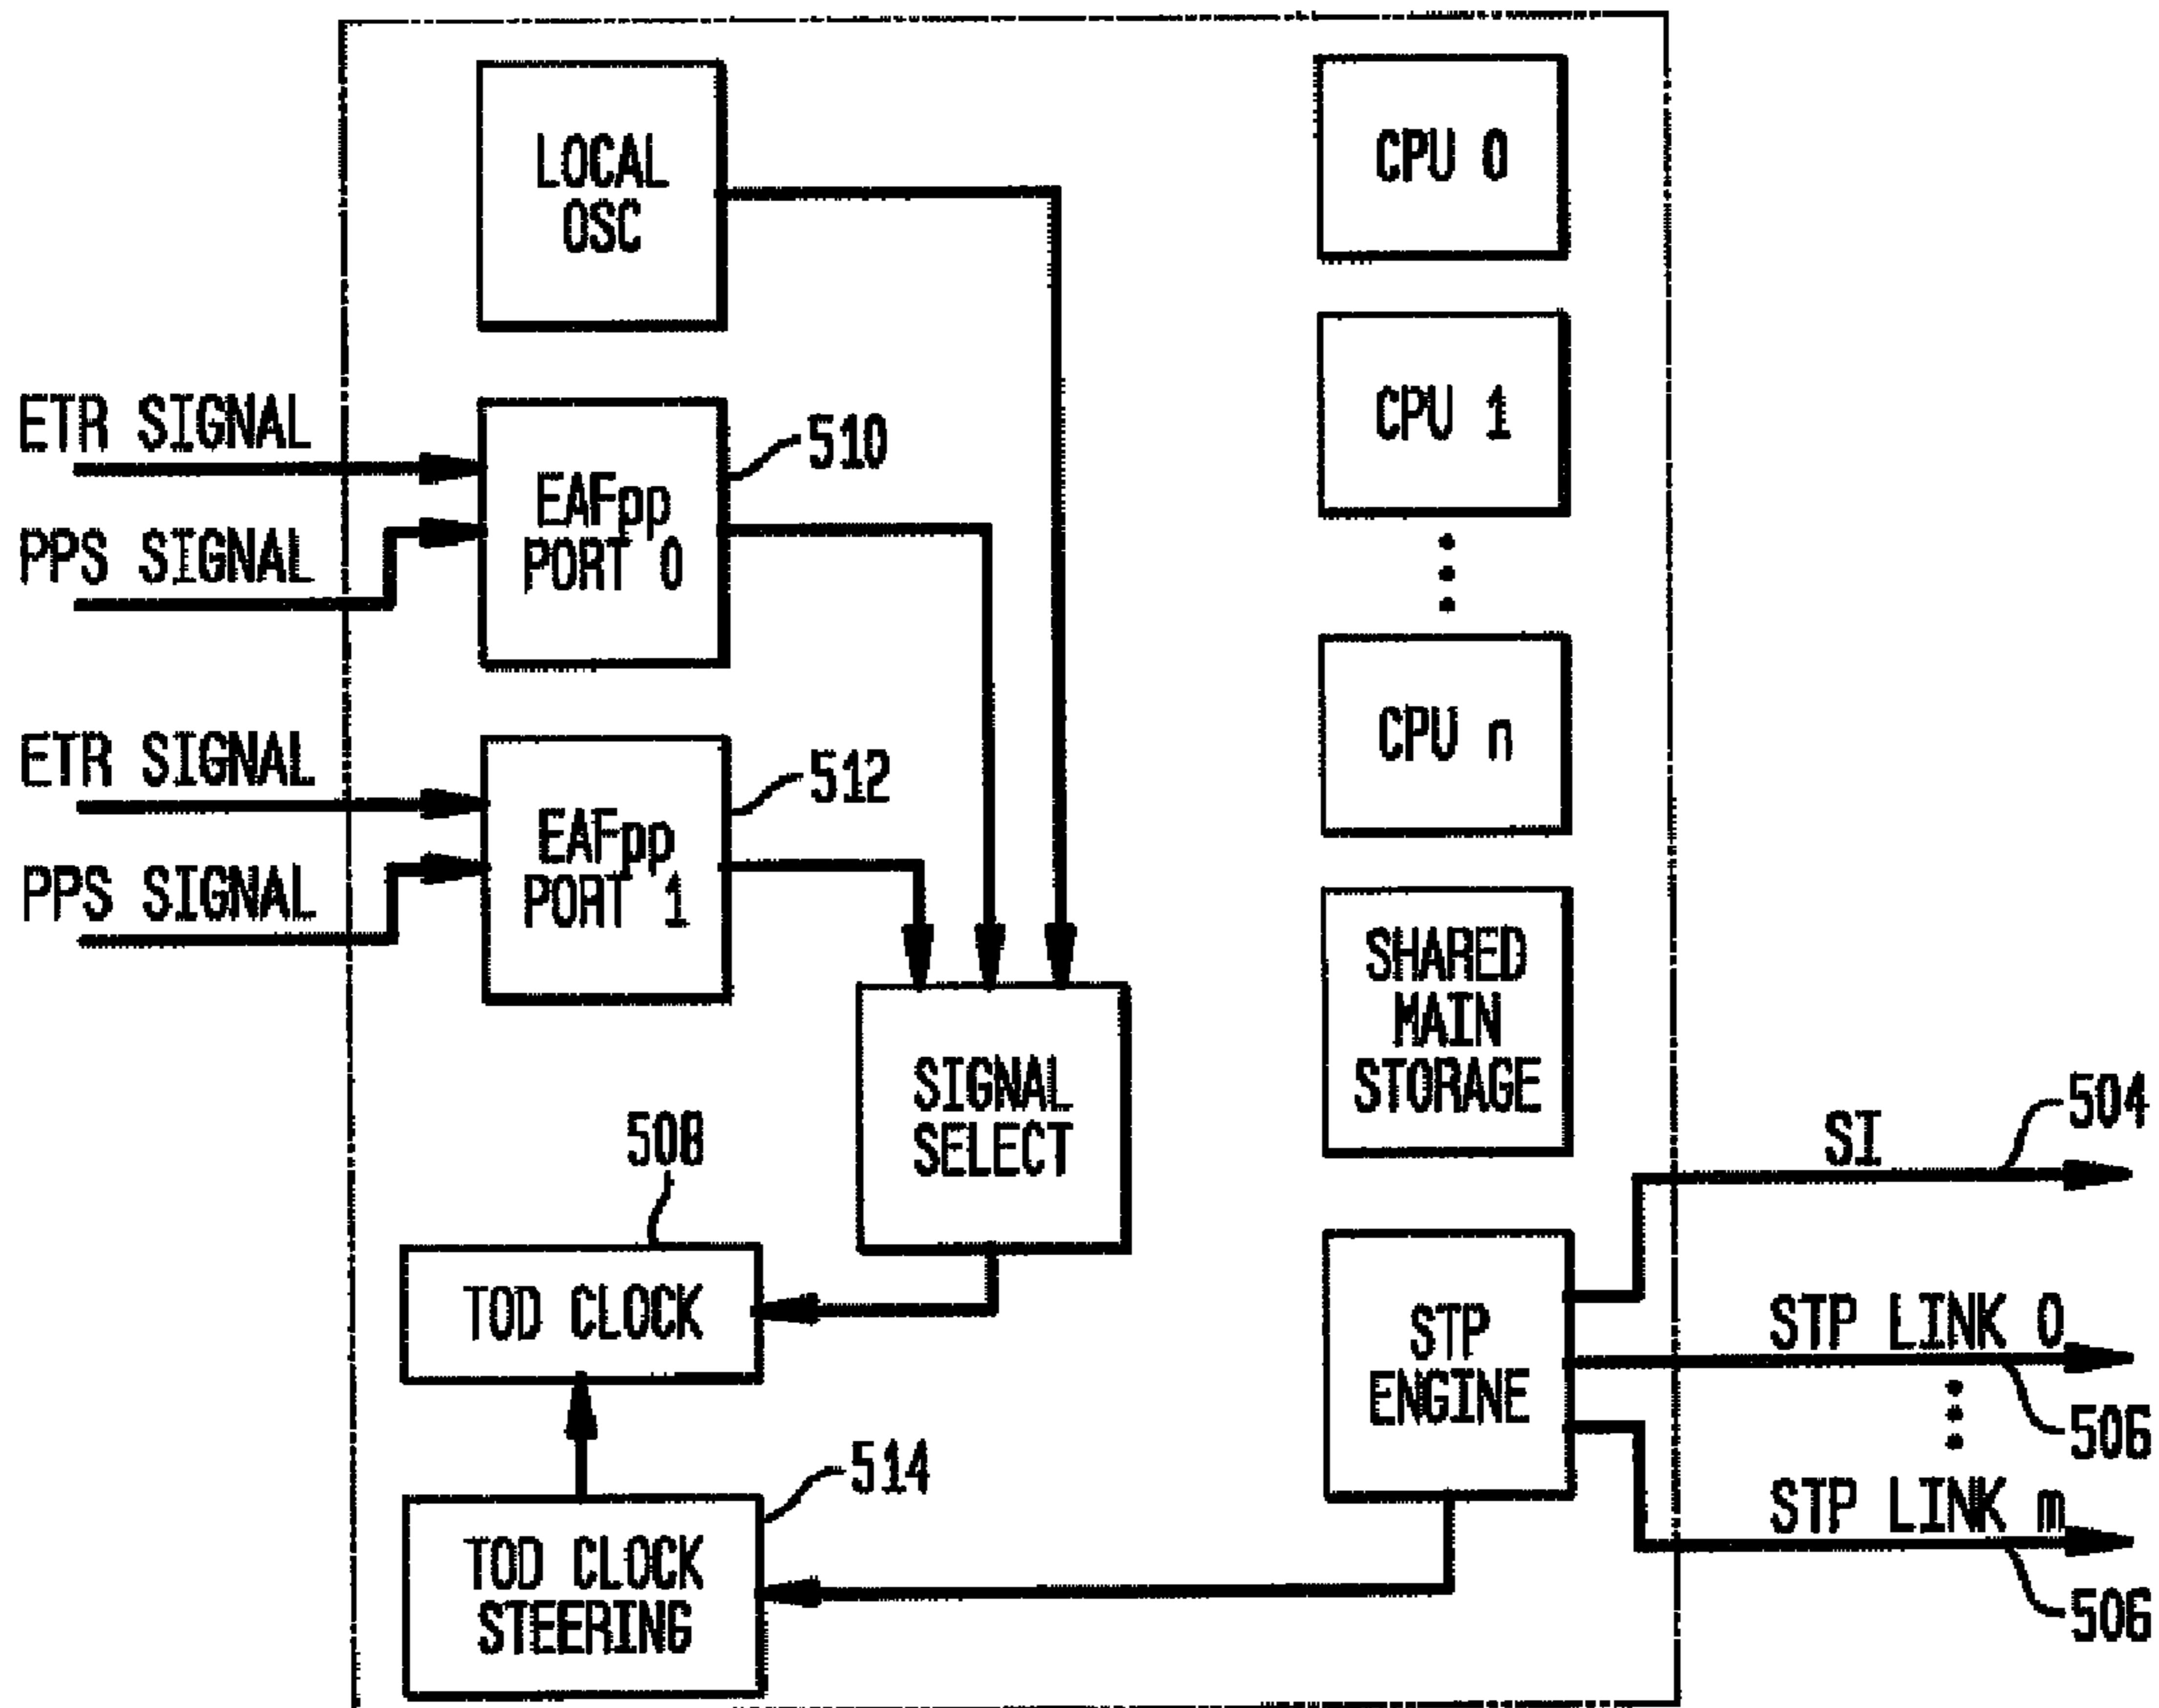 LOCAL
OSC
CPU 0
ETR SIGNAL
510
EAFpp
PORT 0
CPU 1
PPS SIGNAL
ETR SIGNAL
512
EAFpp
PORT 1
CPU n
PPS SIGNAL
SHARED
MAIN
STORAGE
SIGNAL
SELECT
508
TOD CLOCK
SI
504
STP
ENGINE
STP LINK 0
506
STP LINK m
506
514
TOD CLOCK
STEERING